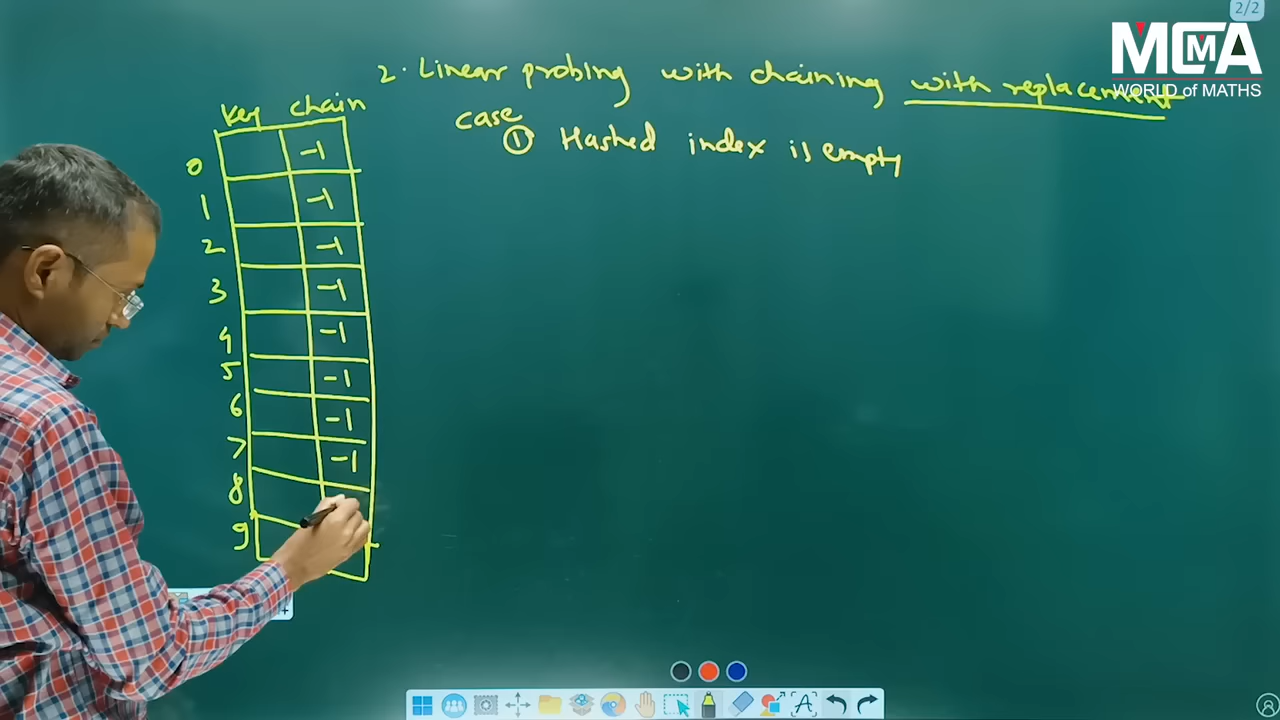 2/2
MCMA
WORLD of MATHS
2. Linear probing with chaining with replacement
case
① Hashed index is empty
key chain
0 -1
1 -1
2 -1
3 -1
4 -1
5 -1
6 -1
7 -1
8
9